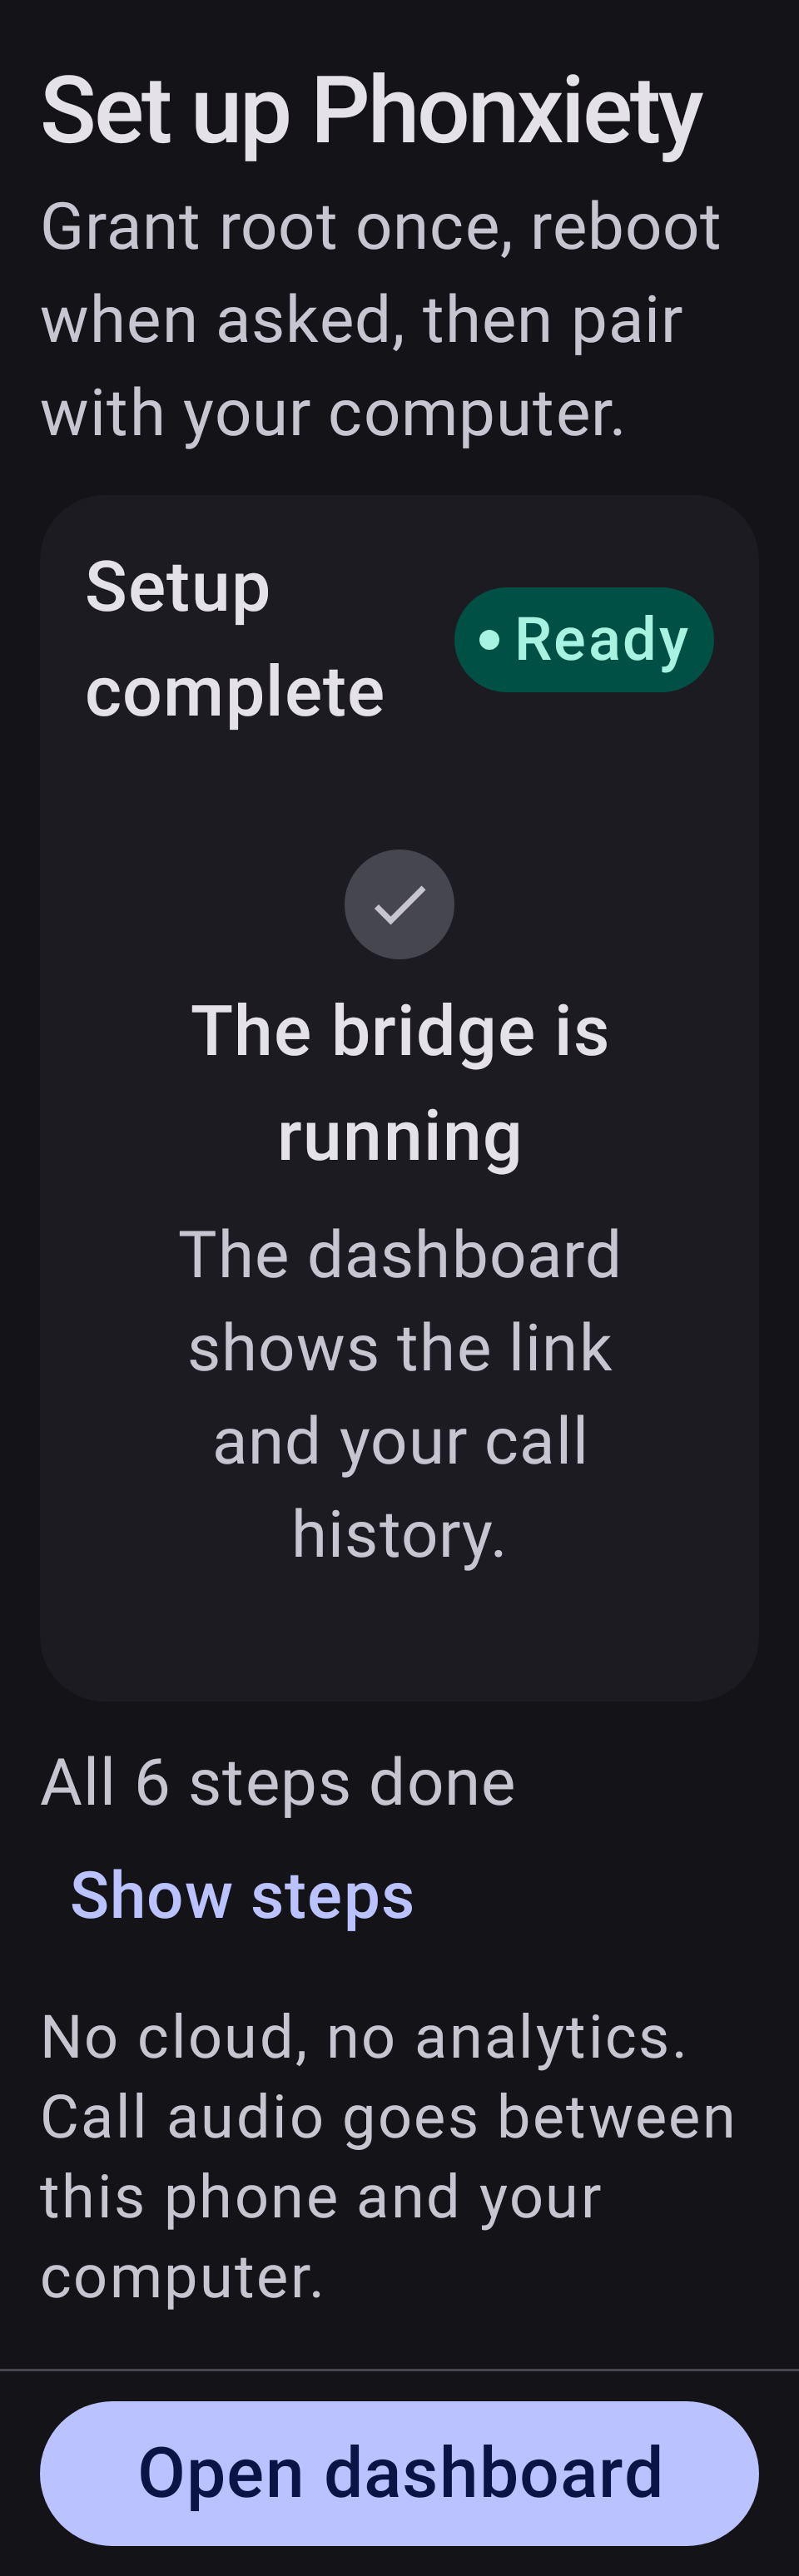 Set up Phonxiety
Grant root once, reboot
when asked, then pair
with your computer.
Setup
complete
Ready
The bridge is
running
The dashboard
shows the link
and your call
history.
All 6 steps done
Show steps
No cloud, no analytics.
Call audio goes between
this phone and your
computer.
Open dashboard